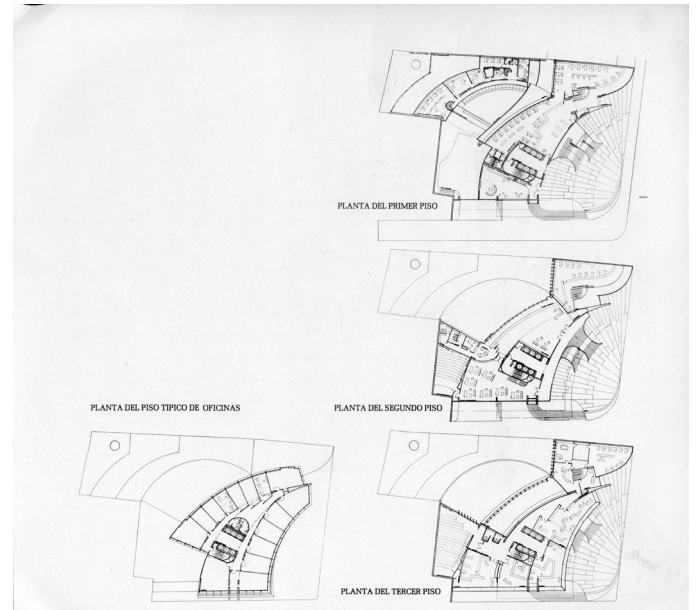 PLANTA DEL PRIMER PISO
PLANTA DEL PISO TIPICO DE OFICINAS
PLANTA DEL SEGUNDO PISO
PLANTA DEL TERCER PISO